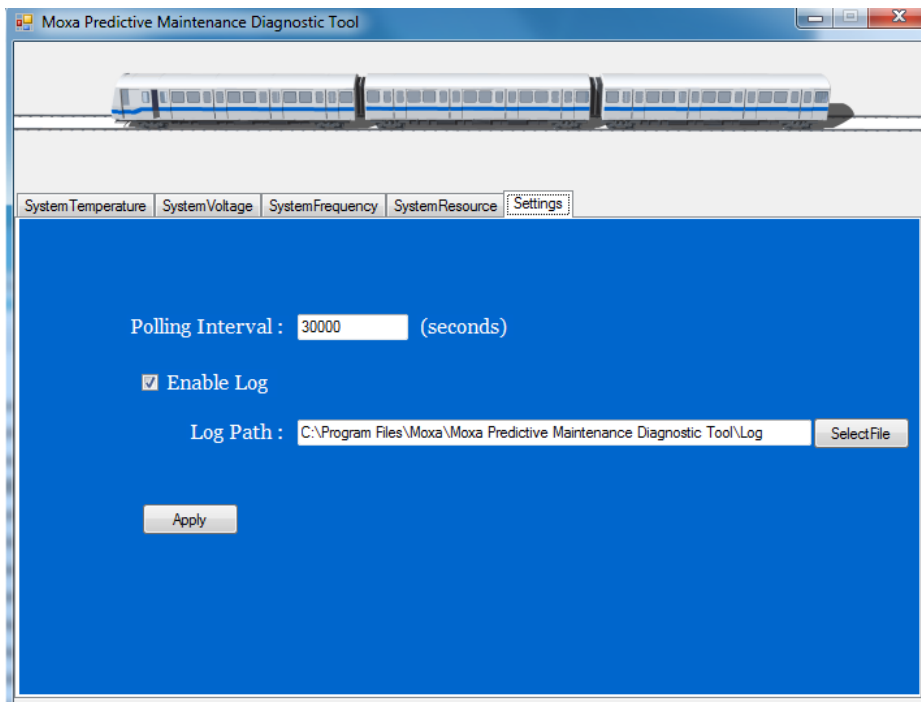 Moxa Predictive Maintenance Diagnostic Tool
SystemTemperature SystemVoltage SystemFrequency SystemResource Settings
Polling Interval : 30000 (seconds)
Enable Log
Log Path : C:\Program Files\Moxa\Moxa Predictive Maintenance Diagnostic Tool\Log SelectFile
Apply